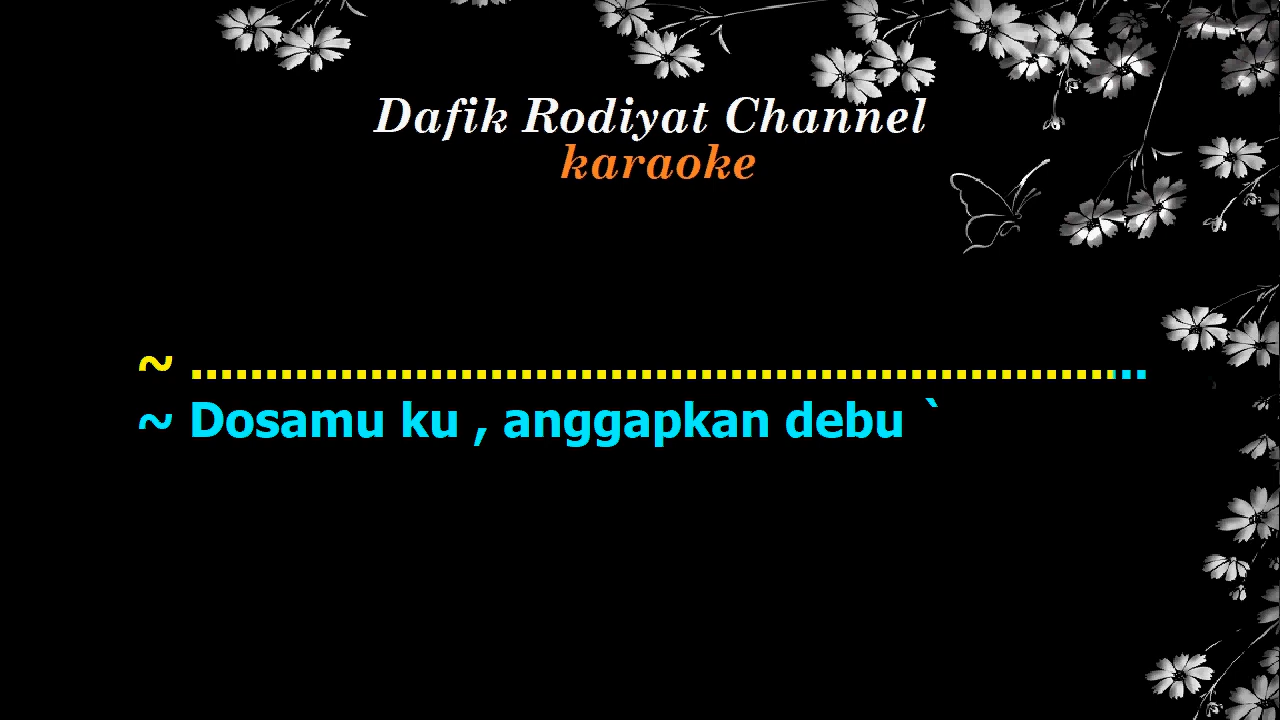 Dafik Rodiyat Channel
karaoke
~ ................................................................
~ Dosamu ku , anggapkan debu `